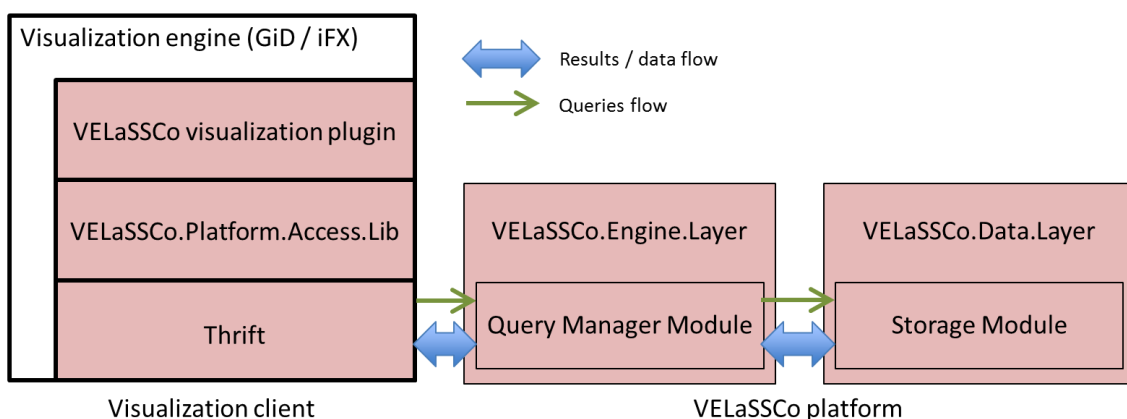 Visualization engine (GiD / iFX)
Results / data flow
Queries flow
VELaSSCo visualization plugin
VELaSSCo.Platform.Access.Lib
Thrift
VELaSSCo.Engine.Layer
Query Manager Module
VELaSSCo.Data.Layer
Storage Module
Visualization client
VELaSSCo platform